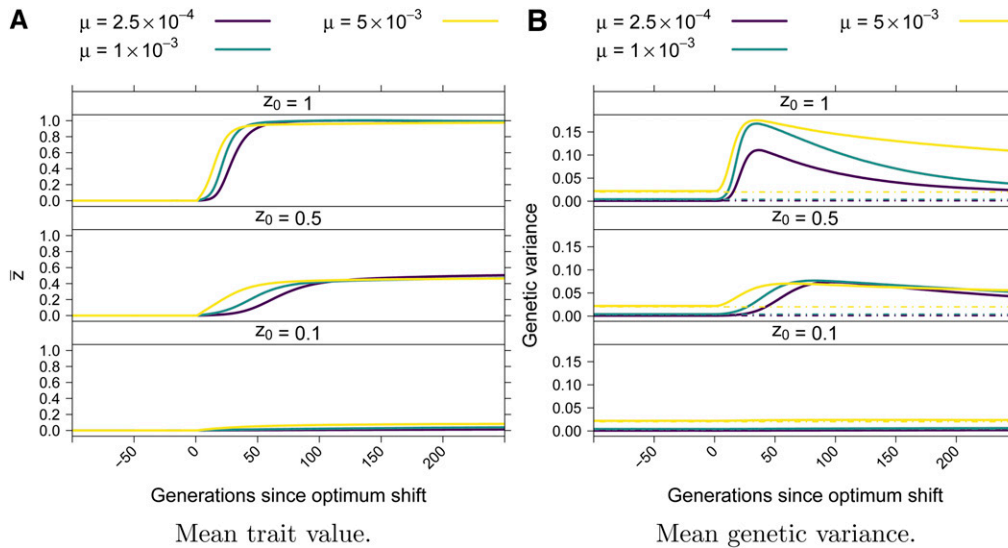 A
μ = 2.5 × 10⁻⁴
μ = 5 × 10⁻³
μ = 1 × 10⁻³
z₀ = 1
1.0
0.8
0.6
0.4
0.2
0.0
z₀ = 0.5
1.0
0.8
0.6
0.4
0.2
0.0
z₀ = 0.1
1.0
0.8
0.6
0.4
0.2
0.0
z̄
−50 0 50 100 150 200
Generations since optimum shift
Mean trait value.
B
μ = 2.5 × 10⁻⁴
μ = 5 × 10⁻³
μ = 1 × 10⁻³
z₀ = 1
0.15
0.10
0.05
0.00
z₀ = 0.5
0.15
0.10
0.05
0.00
z₀ = 0.1
0.15
0.10
0.05
0.00
Genetic variance
−50 0 50 100 150 200
Generations since optimum shift
Mean genetic variance.